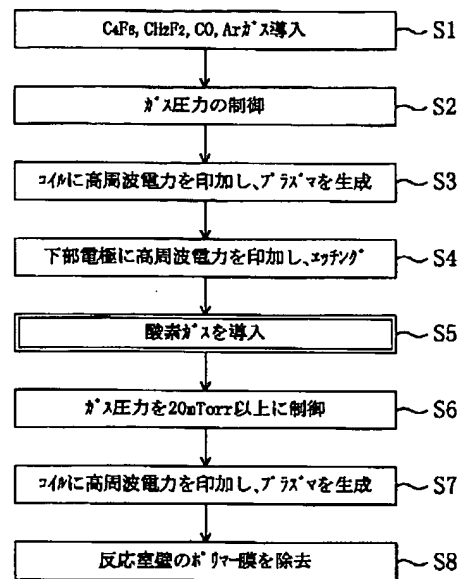 C4F8, CH2F2, CO, Arｶﾞｽ導入 S1
ｶﾞｽ圧力の制御 S2
ｺｲﾙに高周波電力を印加し、ﾌﾟﾗｽﾞﾏを生成 S3
下部電極に高周波電力を印加し、ｴｯﾁﾝｸﾞ S4
酸素ｶﾞｽを導入 S5
ｶﾞｽ圧力を20mTorr以上に制御 S6
ｺｲﾙに高周波電力を印加し、ﾌﾟﾗｽﾞﾏを生成 S7
反応室壁のﾎﾟﾘﾏｰ膜を除去 S8